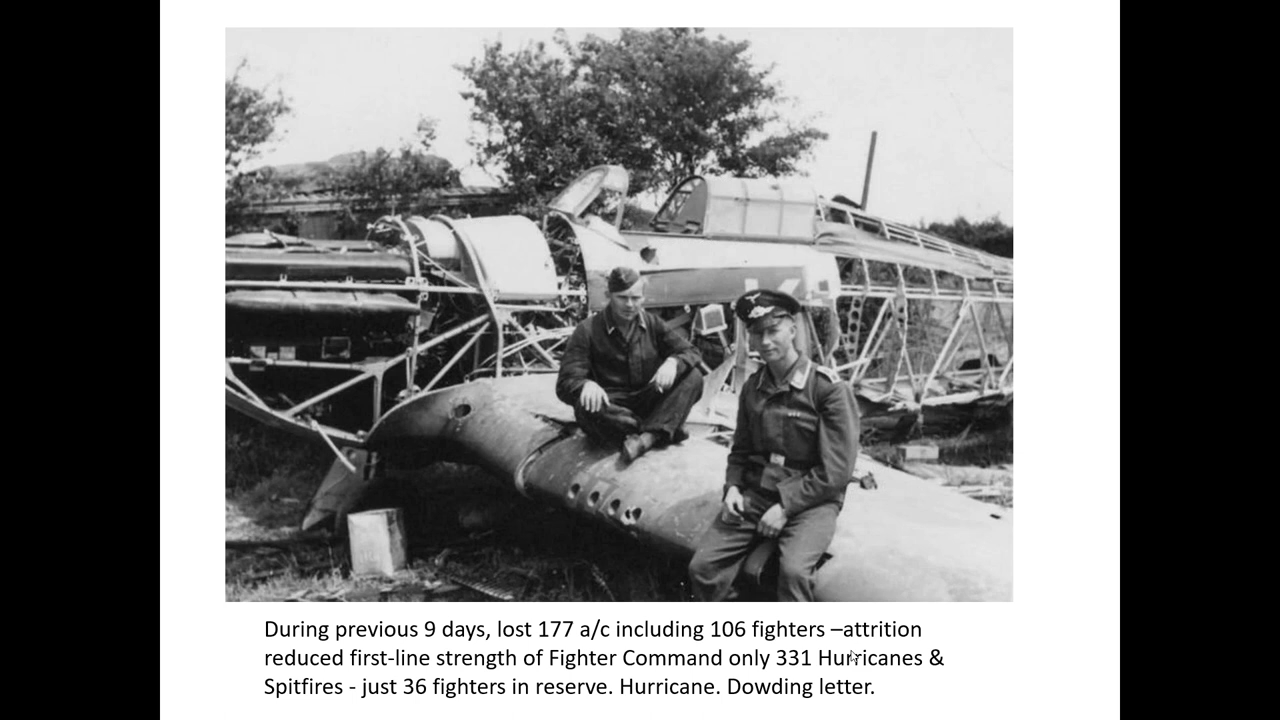 During previous 9 days, lost 177 a/c including 106 fighters –attrition
reduced first-line strength of Fighter Command only 331 Hurricanes &
Spitfires - just 36 fighters in reserve. Hurricane. Dowding letter.